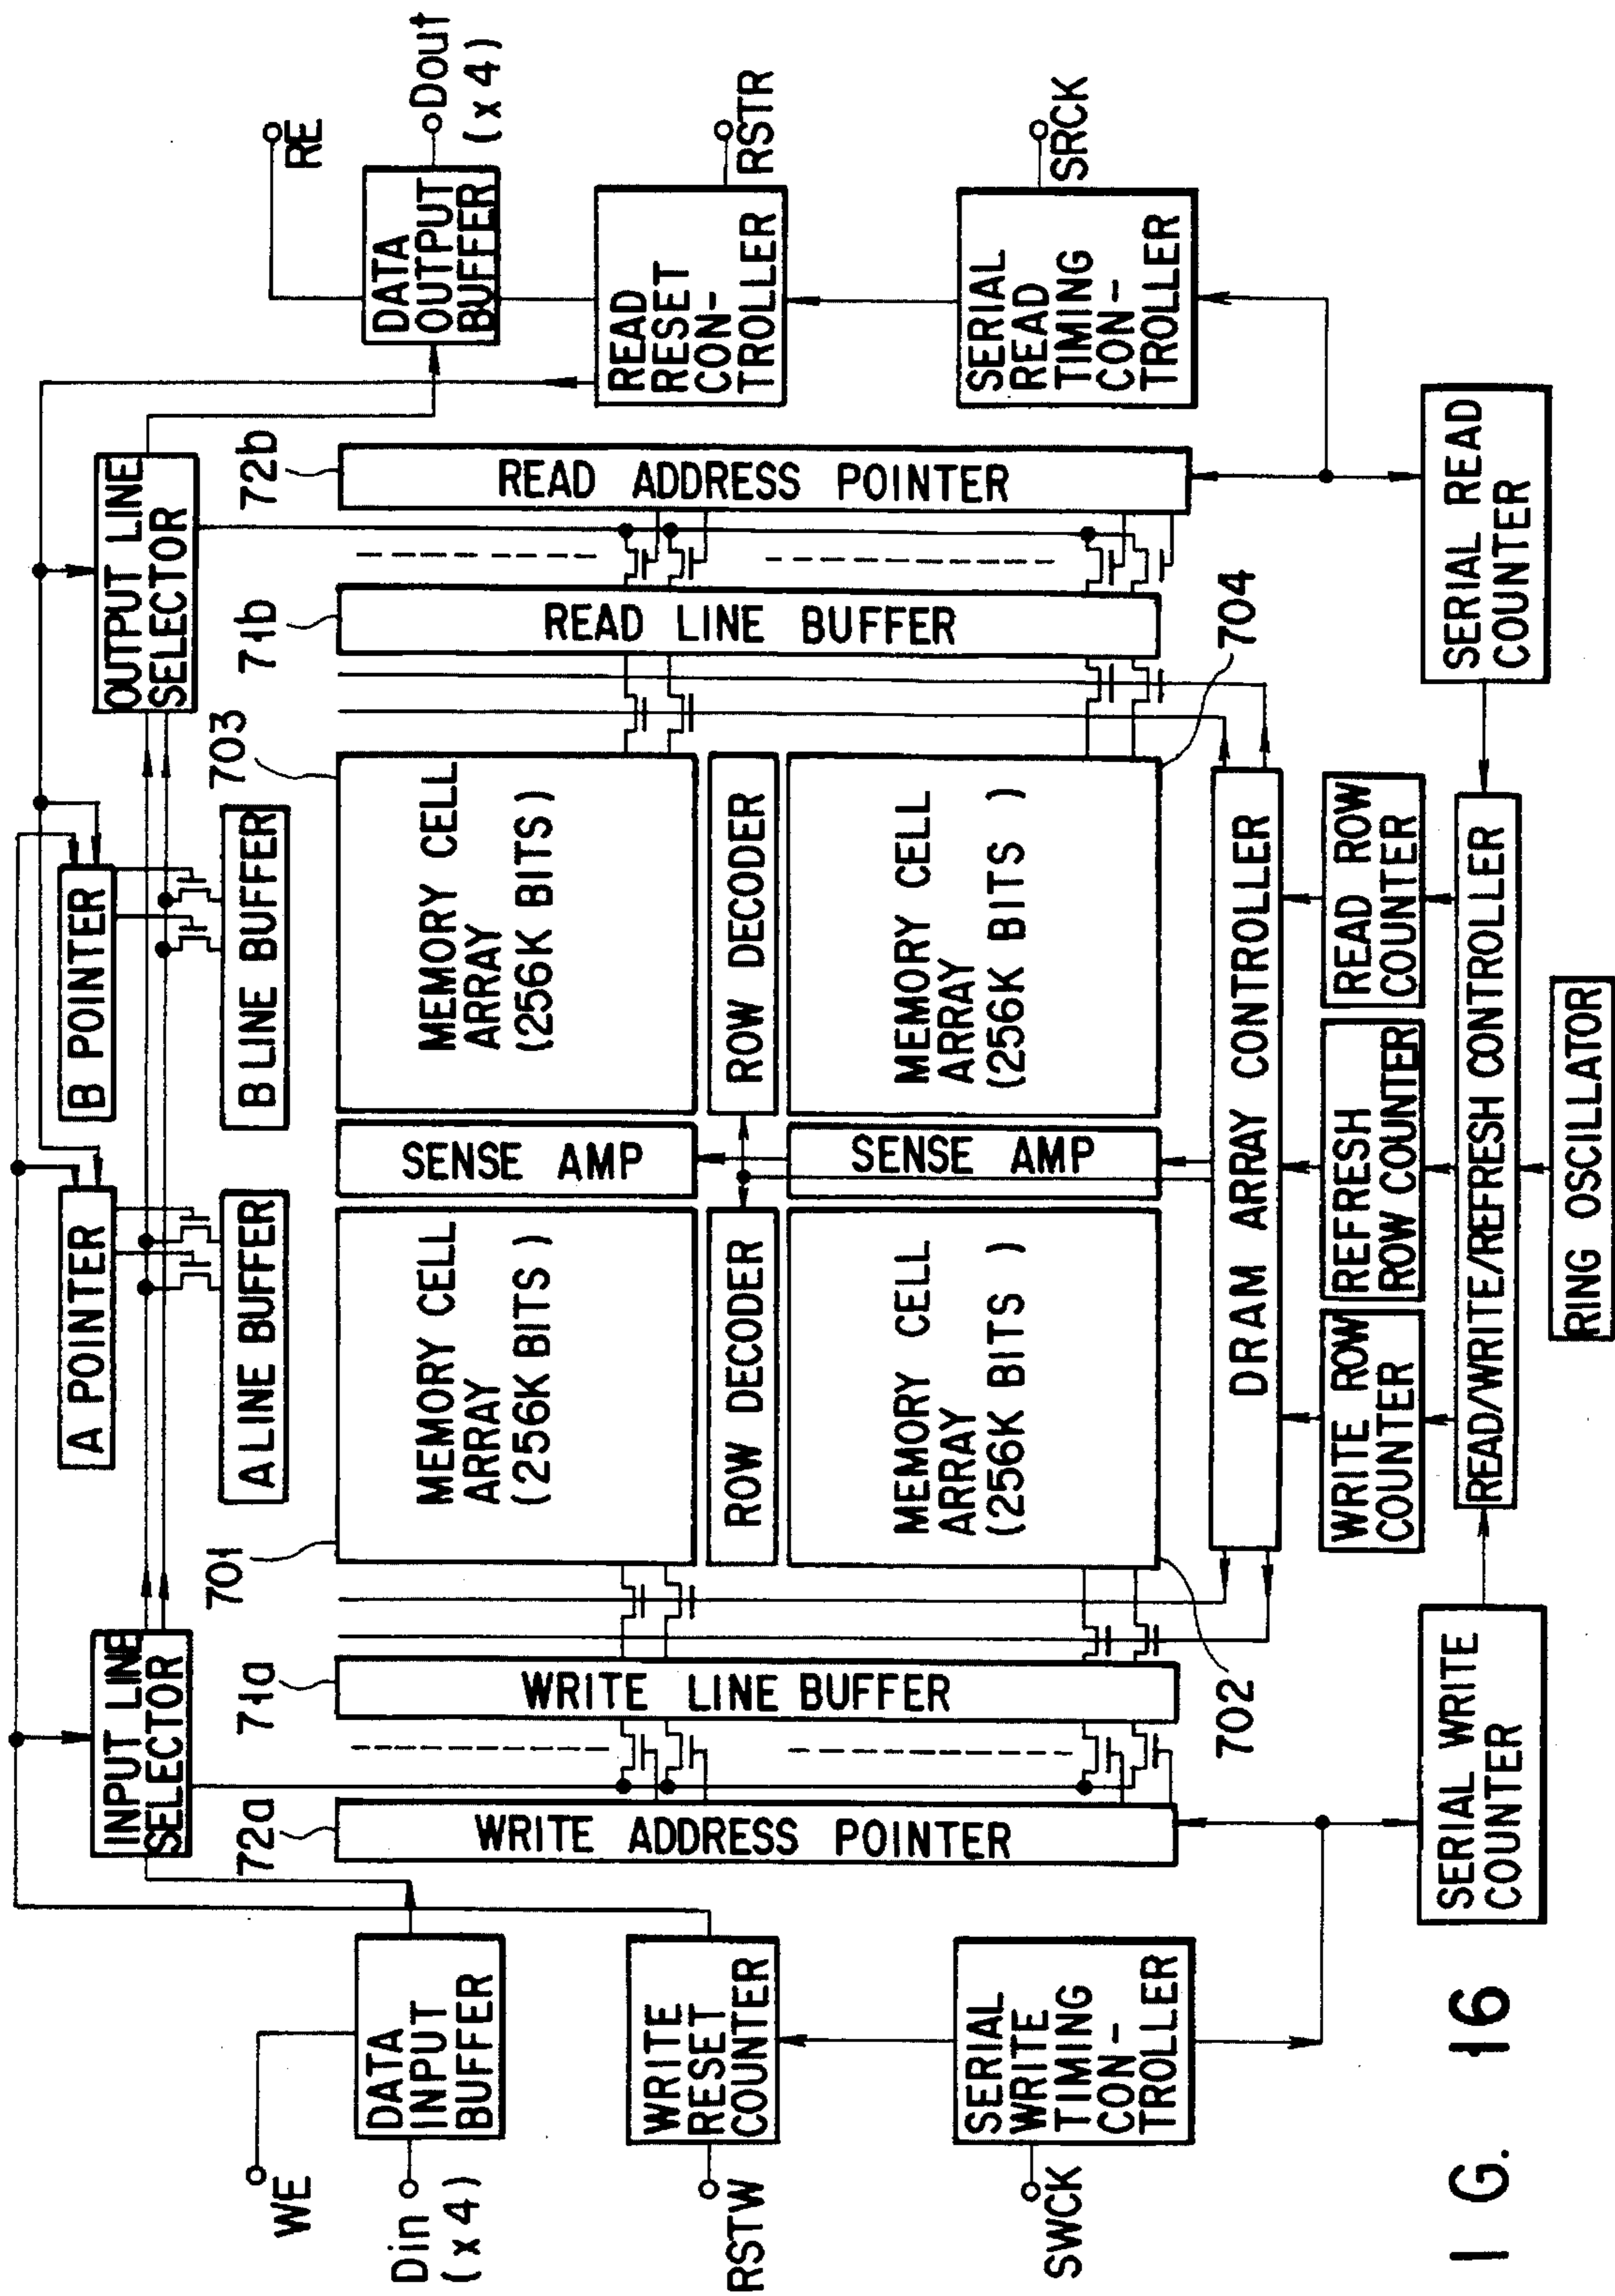 WE
Din
(x4)
RSTW
SWCK
DATA
INPUT
BUFFER
WRITE
RESET
COUNTER
SERIAL
WRITE
TIMING
CON-
TROLLER
INPUT LINE
SELECTOR
72a
WRITE ADDRESS POINTER
71a
WRITE LINE BUFFER
SERIAL WRITE
COUNTER
A POINTER
A LINE BUFFER
B POINTER
B LINE BUFFER
701
MEMORY CELL
ARRAY
(256K BITS)
ROW DECODER
MEMORY CELL
ARRAY
(256K BITS)
702
SENSE AMP
SENSE AMP
703
MEMORY CELL
ARRAY
(256K BITS)
ROW DECODER
MEMORY CELL
ARRAY
(256K BITS)
704
DRAM ARRAY CONTROLLER
WRITE ROW
COUNTER
REFRESH
ROW COUNTER
READ ROW
COUNTER
READ/WRITE/REFRESH CONTROLLER
RING OSCILLATOR
OUTPUT LINE
SELECTOR
71b
READ LINE BUFFER
72b
READ ADDRESS POINTER
SERIAL READ
COUNTER
RE
DATA
OUTPUT
BUFFER
Dout
(x4)
READ
RESET
CON-
TROLLER
RSTR
SERIAL
READ
TIMING
CON-
TROLLER
SRCK
I G. 16